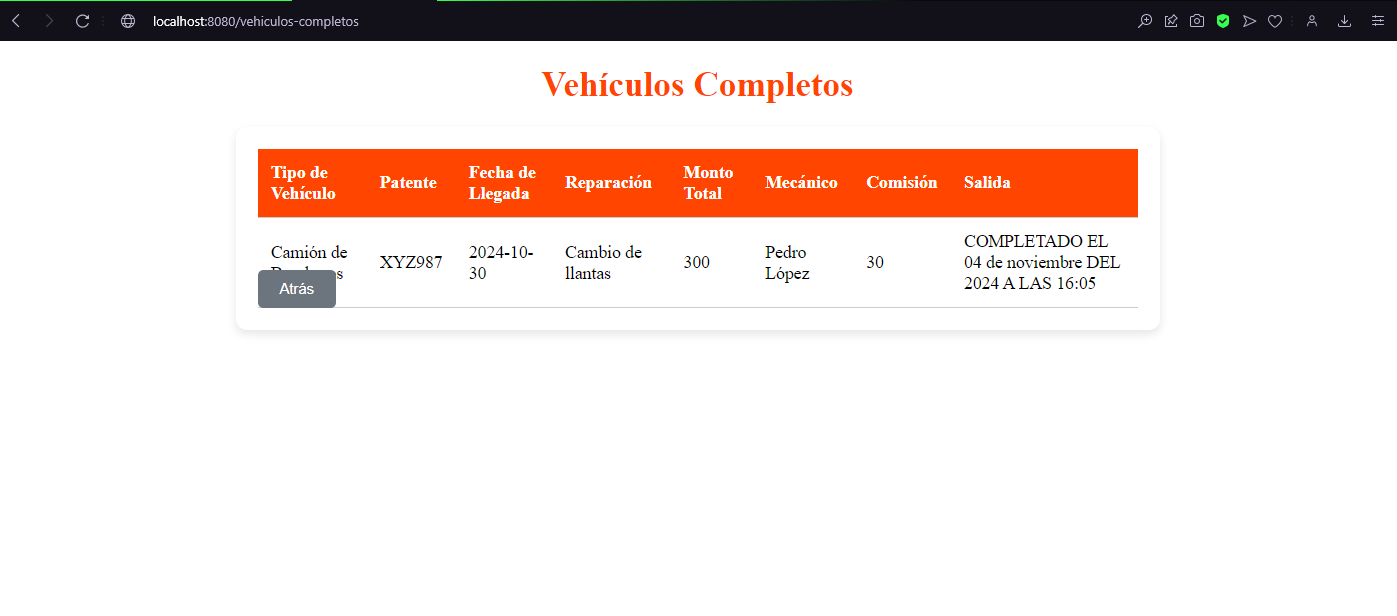 localhost:8080/vehiculos-completos
Vehículos Completos
Tipo de
Vehículo
Patente
Fecha de
Llegada
Reparación
Monto
Total
Mecánico
Comisión
Salida
Camión de
XYZ987
2024-10-
30
Cambio de
llantas
300
Pedro
López
30
COMPLETADO EL
04 de noviembre DEL
2024 A LAS 16:05
Atrás